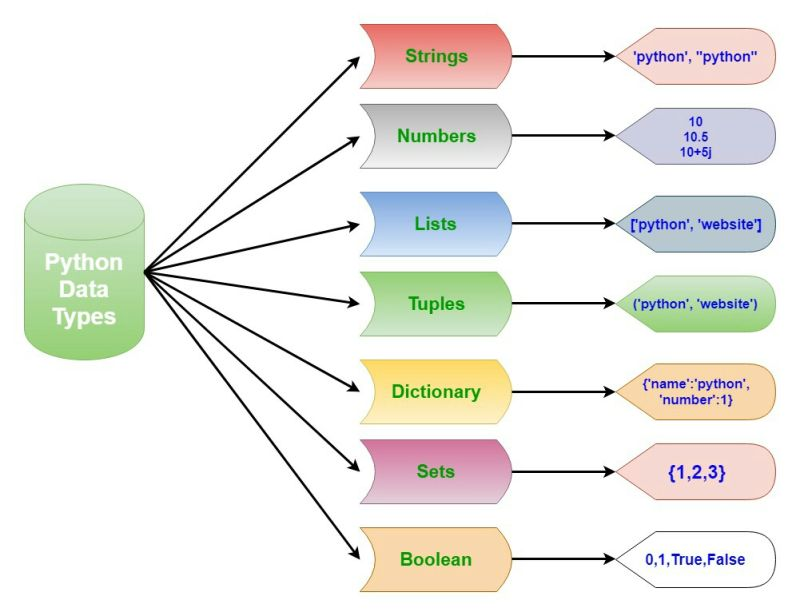 Python
Data
Types
Strings
'python', "python"
Numbers
10
10.5
10+5j
Lists
['python', 'website']
Tuples
('python', 'website')
Dictionary
{'name':'python',
'number':1}
Sets
{1,2,3}
Boolean
0,1,True,False